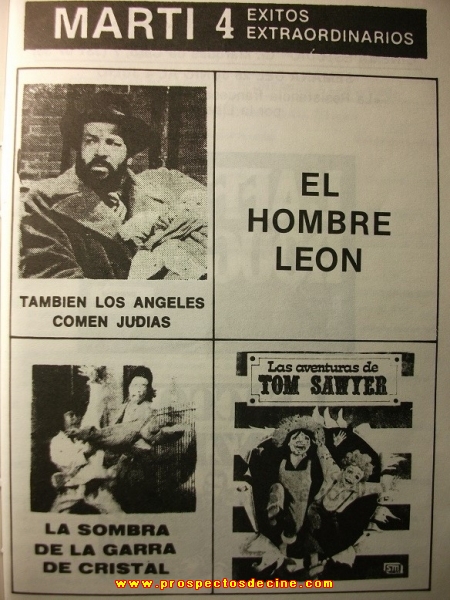 MARTI 4 EXITOS
EXTRAORDINARIOS
EL
HOMBRE
LEON
TAMBIEN LOS ANGELES
COMEN JUDIAS
Las aventuras de
TOM SAWYER
LA SOMBRA
DE LA GARRA
DE CRISTAL
www.prospectosdecine.com